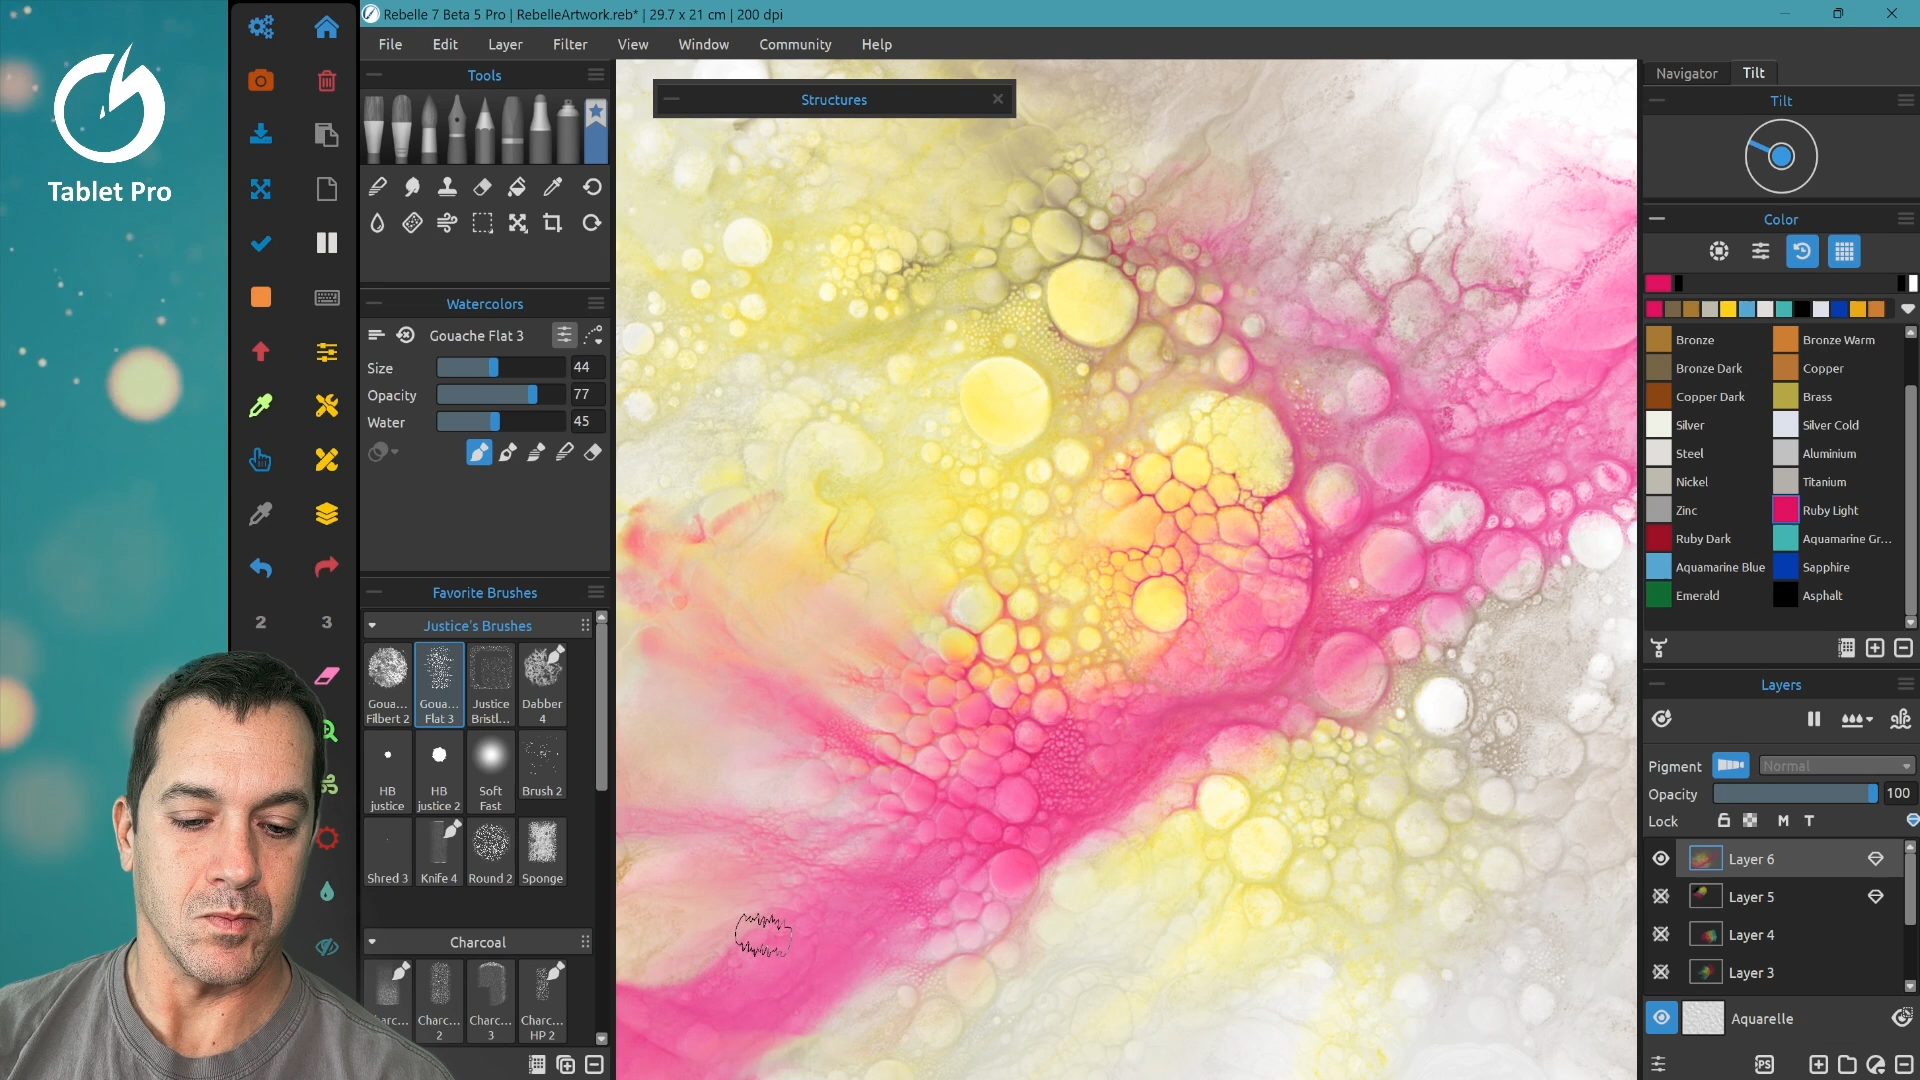 Tablet Pro
2
3
Rebelle 7 Beta 5 Pro | RebelleArtwork.reb* | 29.7 x 21 cm | 200 dpi
File Edit Layer Filter View Window Community Help
Tools
Watercolors
Gouache Flat 3
Size 44
Opacity 77
Water 45
Favorite Brushes
Justice's Brushes
Goua... Goua... Justice Dabber
Filbert 2 Flat 3 Bristl... 4
HB HB Soft Brush 2
justice justice 2 Fast
Shred 3 Knife 4 Round 2 Sponge
Charcoal
Charc... Charc... Charc...
2 3 HP 2
Structures
Navigator Tilt
Tilt
Color
Bronze Bronze Warm
Bronze Dark Copper
Copper Dark Brass
Silver Silver Cold
Steel Aluminium
Nickel Titanium
Zinc Ruby Light
Ruby Dark Aquamarine Gr...
Aquamarine Blue Sapphire
Emerald Asphalt
Layers
Pigment Normal
Opacity 100
Lock M T
Layer 6
Layer 5
Layer 4
Layer 3
Aquarelle
PS